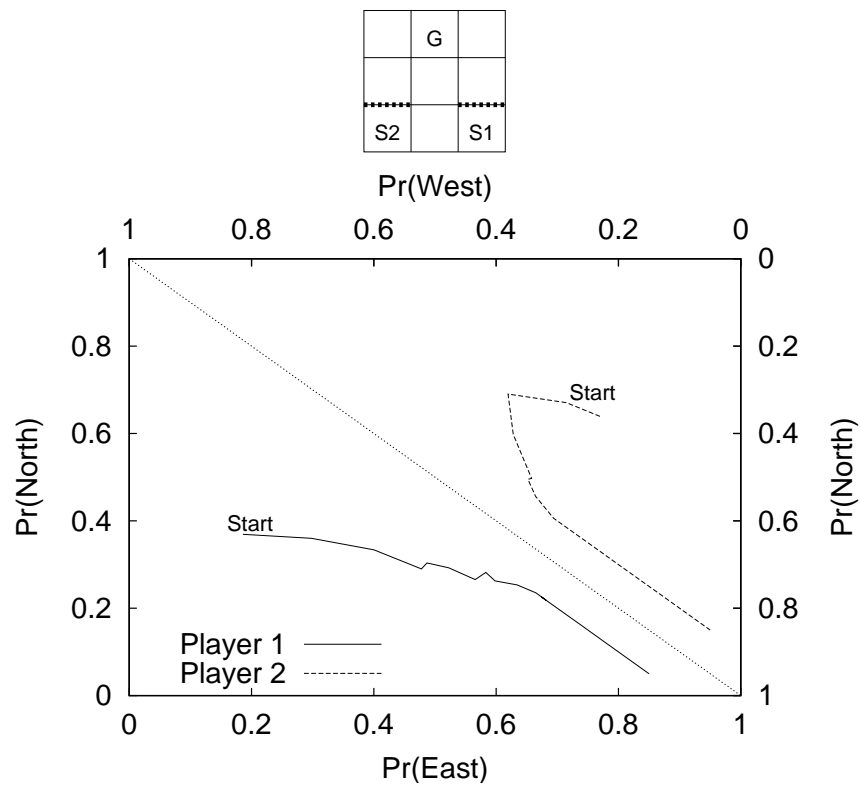 G
S2 S1
Pr(West)
1 0.8 0.6 0.4 0.2 0
1 0
0.8 0.2
Start
0.6 0.4
Pr(North) Pr(North)
Start
0.4 0.6
0.2 0.8
Player 1
Player 2
0 1
0 0.2 0.4 0.6 0.8 1
Pr(East)